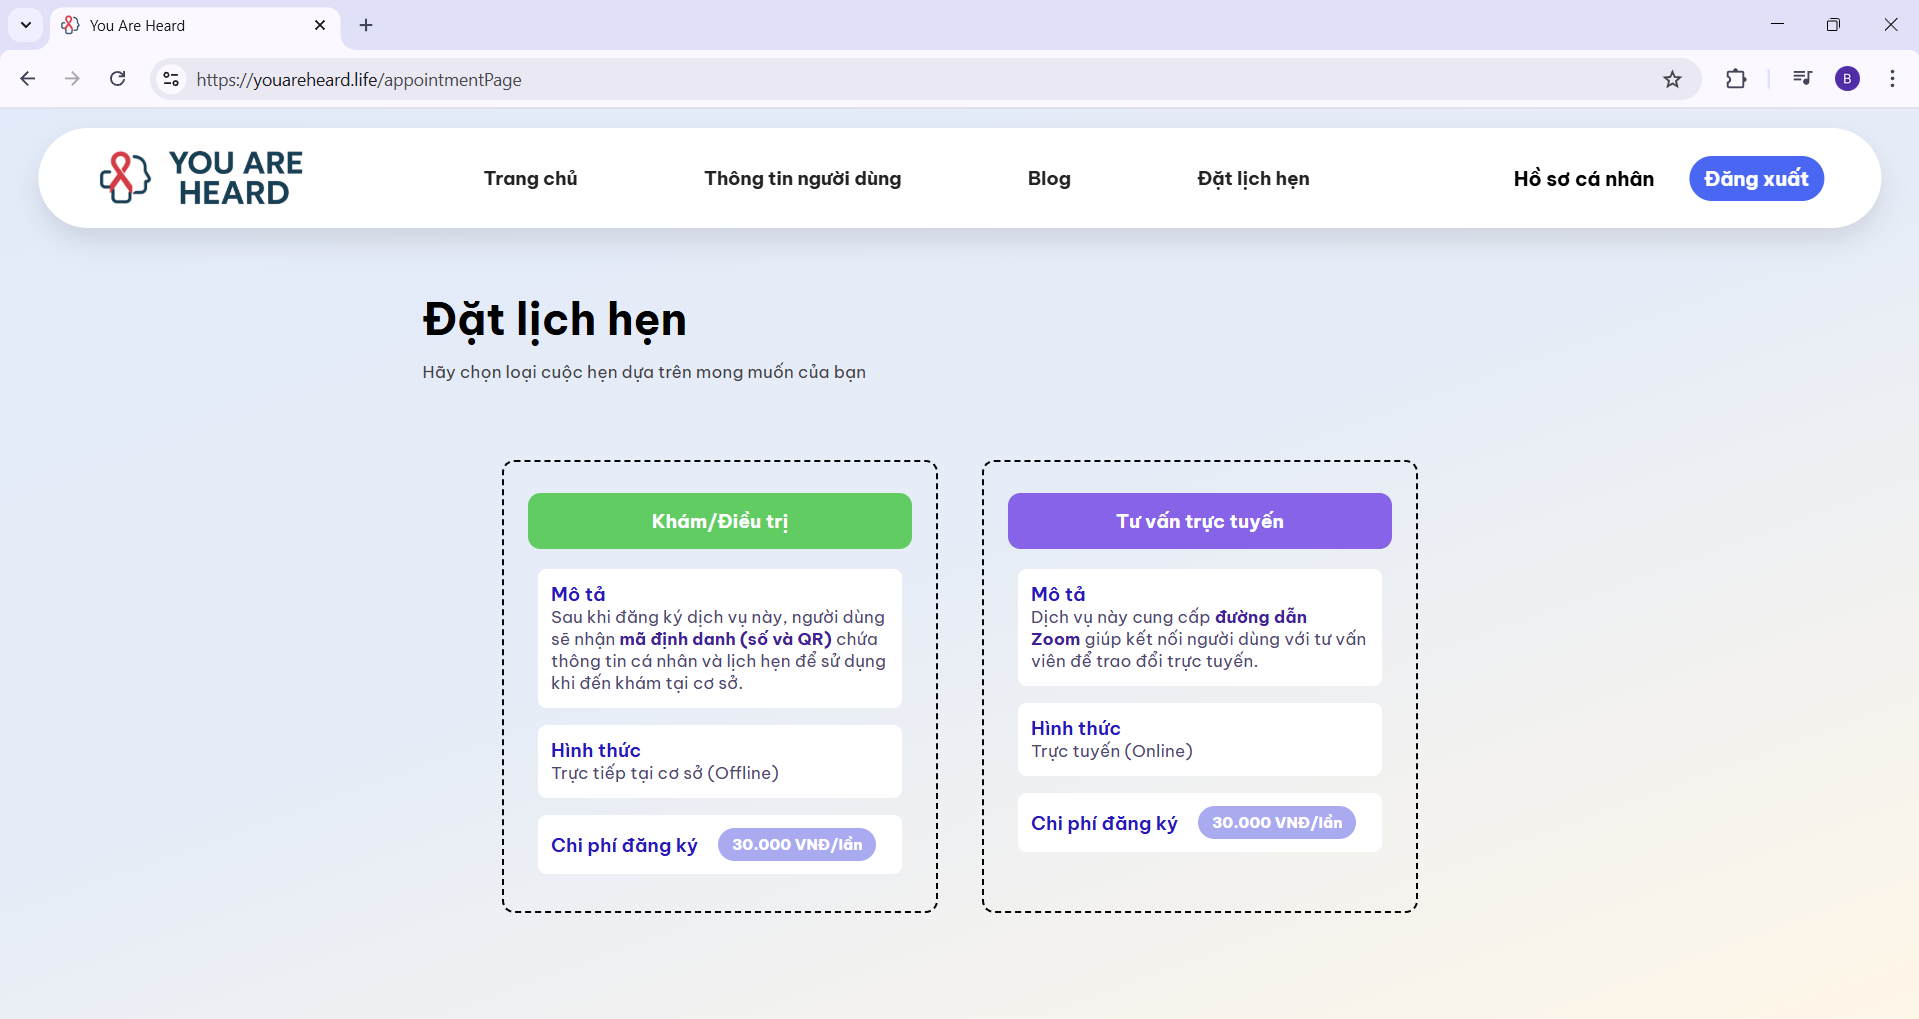 You Are Heard
https://youareheard.life/appointmentPage
B
YOU ARE
HEARD
Trang chủ
Thông tin người dùng
Blog
Đặt lịch hẹn
Hồ sơ cá nhân
Đăng xuất
Đặt lịch hẹn
Hãy chọn loại cuộc hẹn dựa trên mong muốn của bạn
Khám/Điều trị
Mô tả
Sau khi đăng ký dịch vụ này, người dùng
sẽ nhận mã định danh (số và QR) chứa
thông tin cá nhân và lịch hẹn để sử dụng
khi đến khám tại cơ sở.
Hình thức
Trực tiếp tại cơ sở (Offline)
Chi phí đăng ký
30.000 VNĐ/lần
Tư vấn trực tuyến
Mô tả
Dịch vụ này cung cấp đường dẫn
Zoom giúp kết nối người dùng với tư vấn
viên để trao đổi trực tuyến.
Hình thức
Trực tuyến (Online)
Chi phí đăng ký
30.000 VNĐ/lần